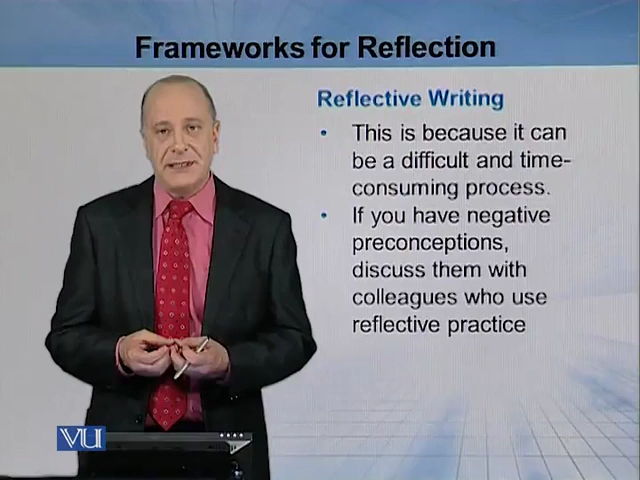 Frameworks for Reflection
Reflective Writing
• This is because it can
be a difficult and time-
consuming process.
• If you have negative
preconceptions,
discuss them with
colleagues who use
reflective practice
VU